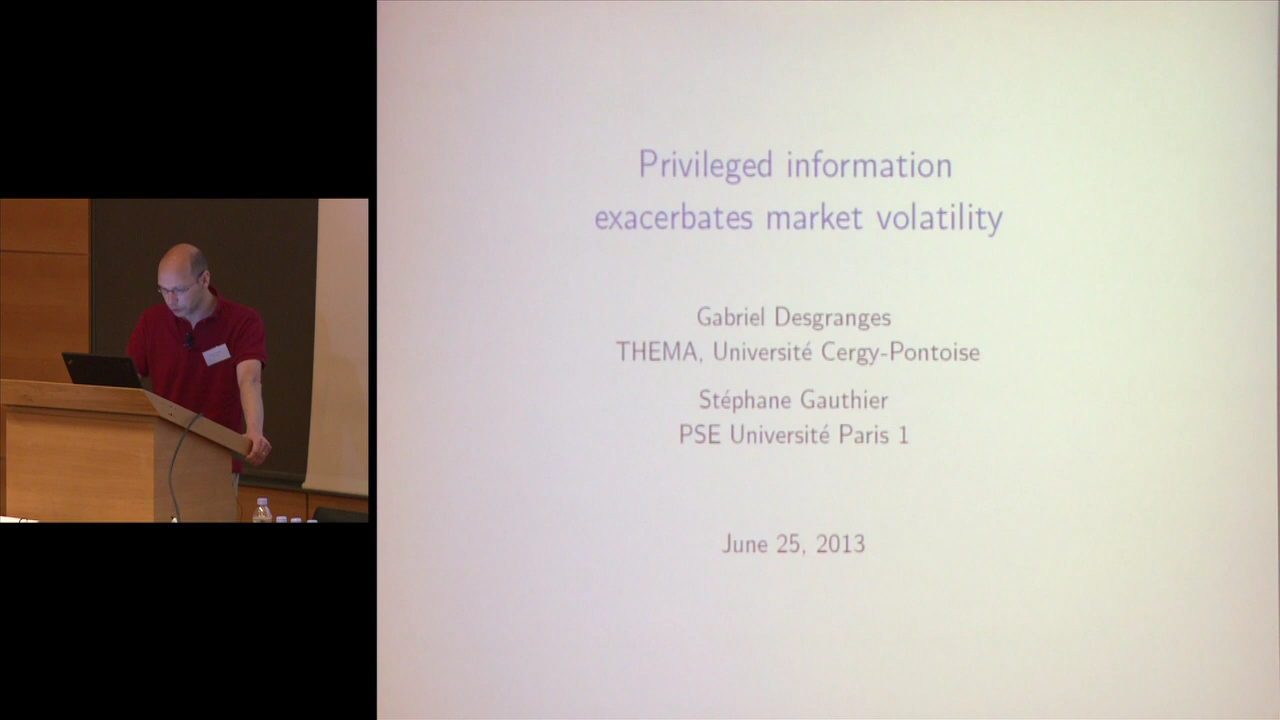 Privileged information
exacerbates market volatility
Gabriel Desgranges
THEMA, Université Cergy-Pontoise
Stéphane Gauthier
PSE Université Paris 1
June 25, 2013